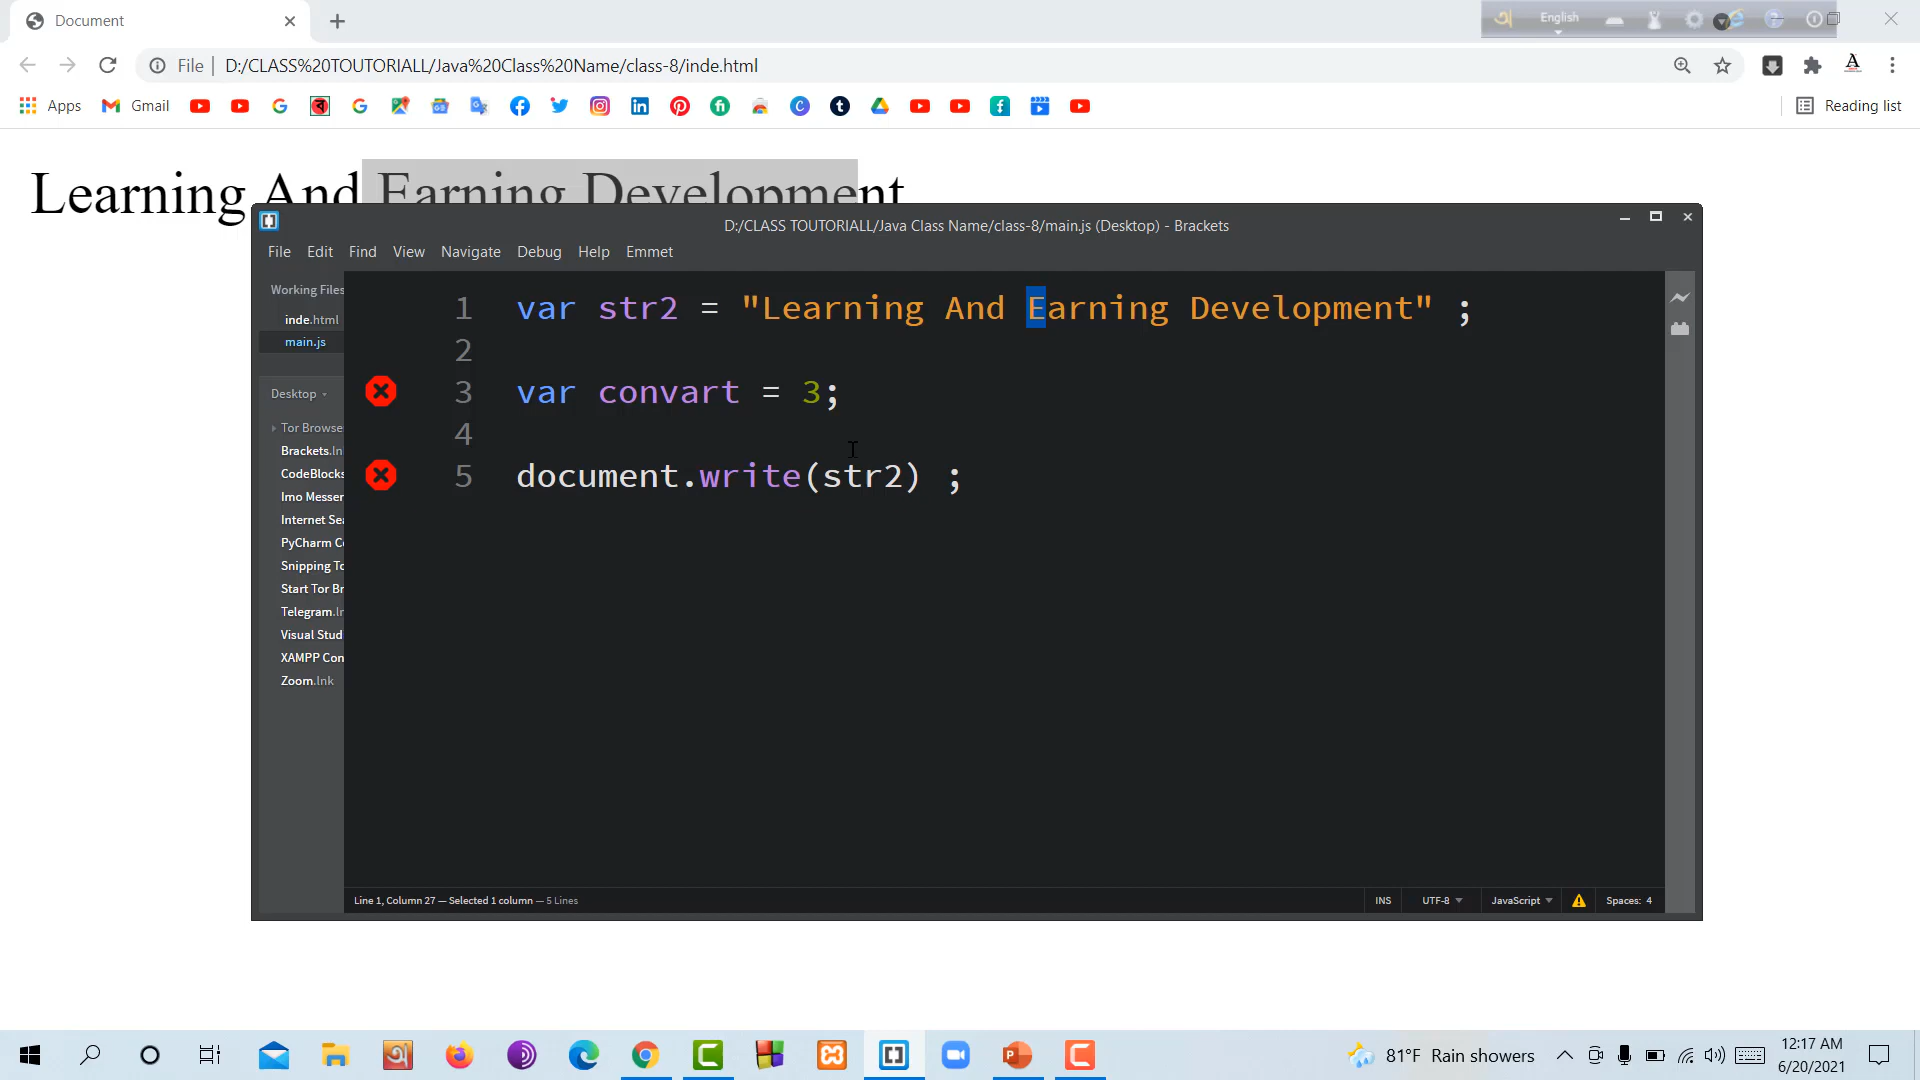 Document
English
File
D:/CLASS%20TOUTORIALL/Java%20Class%20Name/class-8/inde.html
Apps
Gmail
Reading list
Learning And Earning Development
D:/CLASS TOUTORIALL/Java Class Name/class-8/main.js (Desktop) - Brackets
File Edit Find View Navigate Debug Help Emmet
Working Files
inde.html
main.js
Desktop
Tor Browse
Brackets.ln
CodeBlocks
Imo Messer
Internet Sea
PyCharm Co
Snipping To
Start Tor Br
Telegram.ln
Visual Studi
XAMPP Con
Zoom.lnk
1 var str2 = "Learning And Earning Development" ;
2
3 var convart = 3;
4
5 document.write(str2) ;
Line 1, Column 27 — Selected 1 column — 5 Lines
INS
UTF-8
JavaScript
Spaces: 4
81°F Rain showers
12:17 AM
6/20/2021